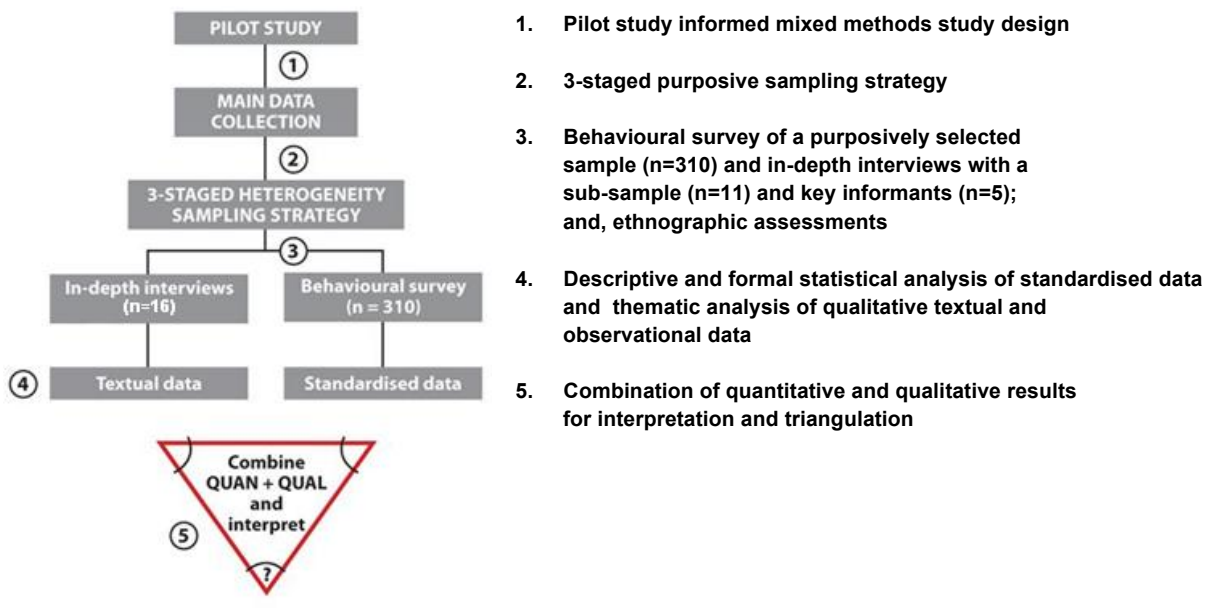 PILOT STUDY
1
MAIN DATA
COLLECTION
2
3-STAGED HETEROGENEITY
SAMPLING STRATEGY
3
In-depth interviews
(n=16)
Behavioural survey
(n = 310)
4
Textual data
Standardised data
Combine
QUAN + QUAL
and
interpret
5
?
1. Pilot study informed mixed methods study design
2. 3-staged purposive sampling strategy
3. Behavioural survey of a purposively selected
sample (n=310) and in-depth interviews with a
sub-sample (n=11) and key informants (n=5);
and, ethnographic assessments
4. Descriptive and formal statistical analysis of standardised data
and thematic analysis of qualitative textual and
observational data
5. Combination of quantitative and qualitative results
for interpretation and triangulation